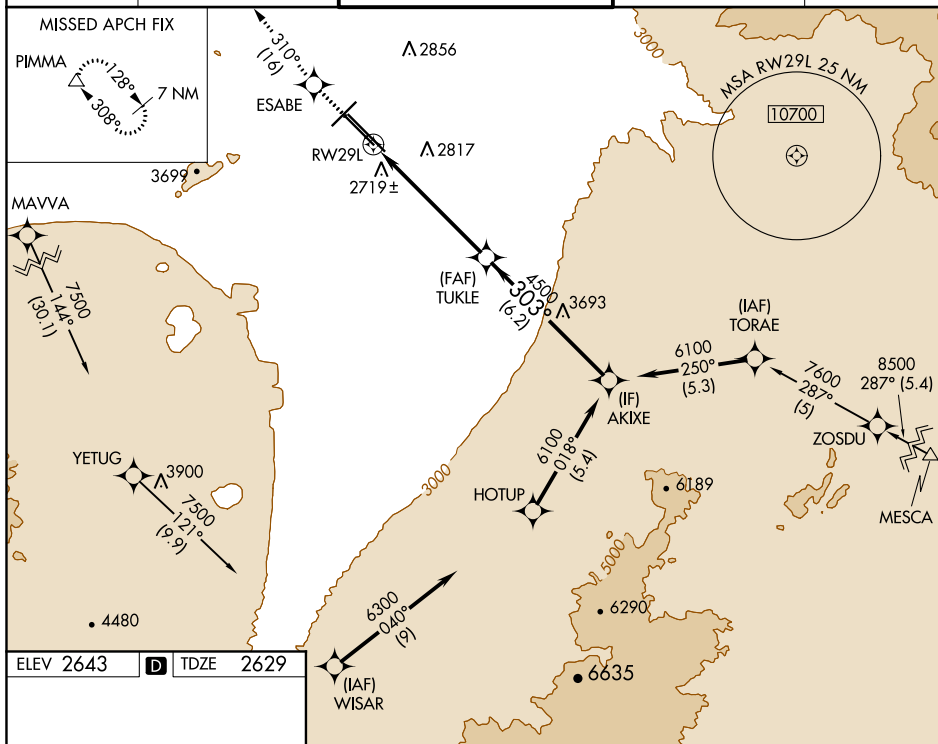 MISSED APCH FIX
PIMMA
128°
308°
7 NM
310°
(16)
ESABE
2856
3000
MSA RW29L 25 NM
10700
RW29L
2817
2719±
3699
MAVVA
7500
144°
(30.1)
(FAF)
TUKLE
4500
303°
(6.2)
3693
(IAF)
TORAE
6100
250°
(5.3)
8500
287° (5.4)
7600
287°
(5)
(IF)
AKIXE
ZOSDU
MESCA
YETUG
3900
7500
121°
(9.9)
3000
6100
018°
(5.4)
HOTUP
6189
5000
6290
4480
6300
040°
(9)
6635
(IAF)
WISAR
ELEV 2643 D TDZE 2629